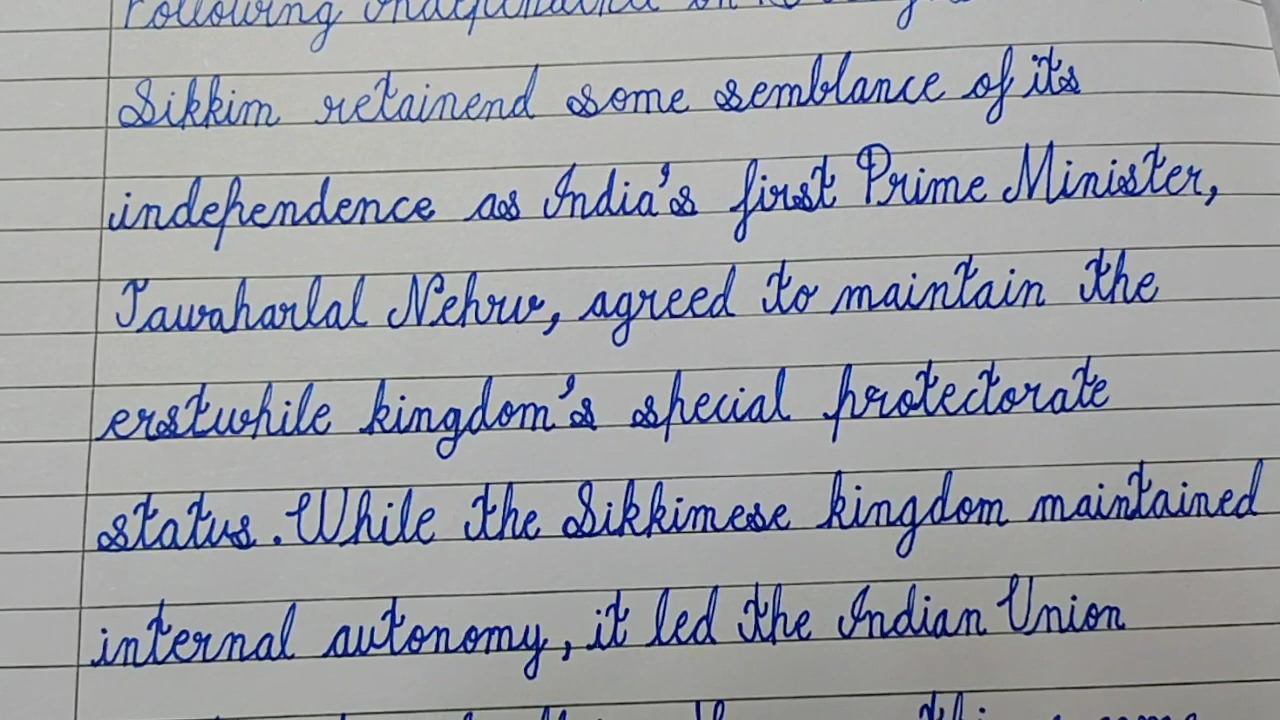 Following
Sikkim retainend some semblance of its
independence as India's first Prime Minister,
Jawaharlal Nehru, agreed to maintain the
erstwhile kingdom's special protectorate
status. While the Sikkimese kingdom maintained
internal autonomy, it led the Indian Union